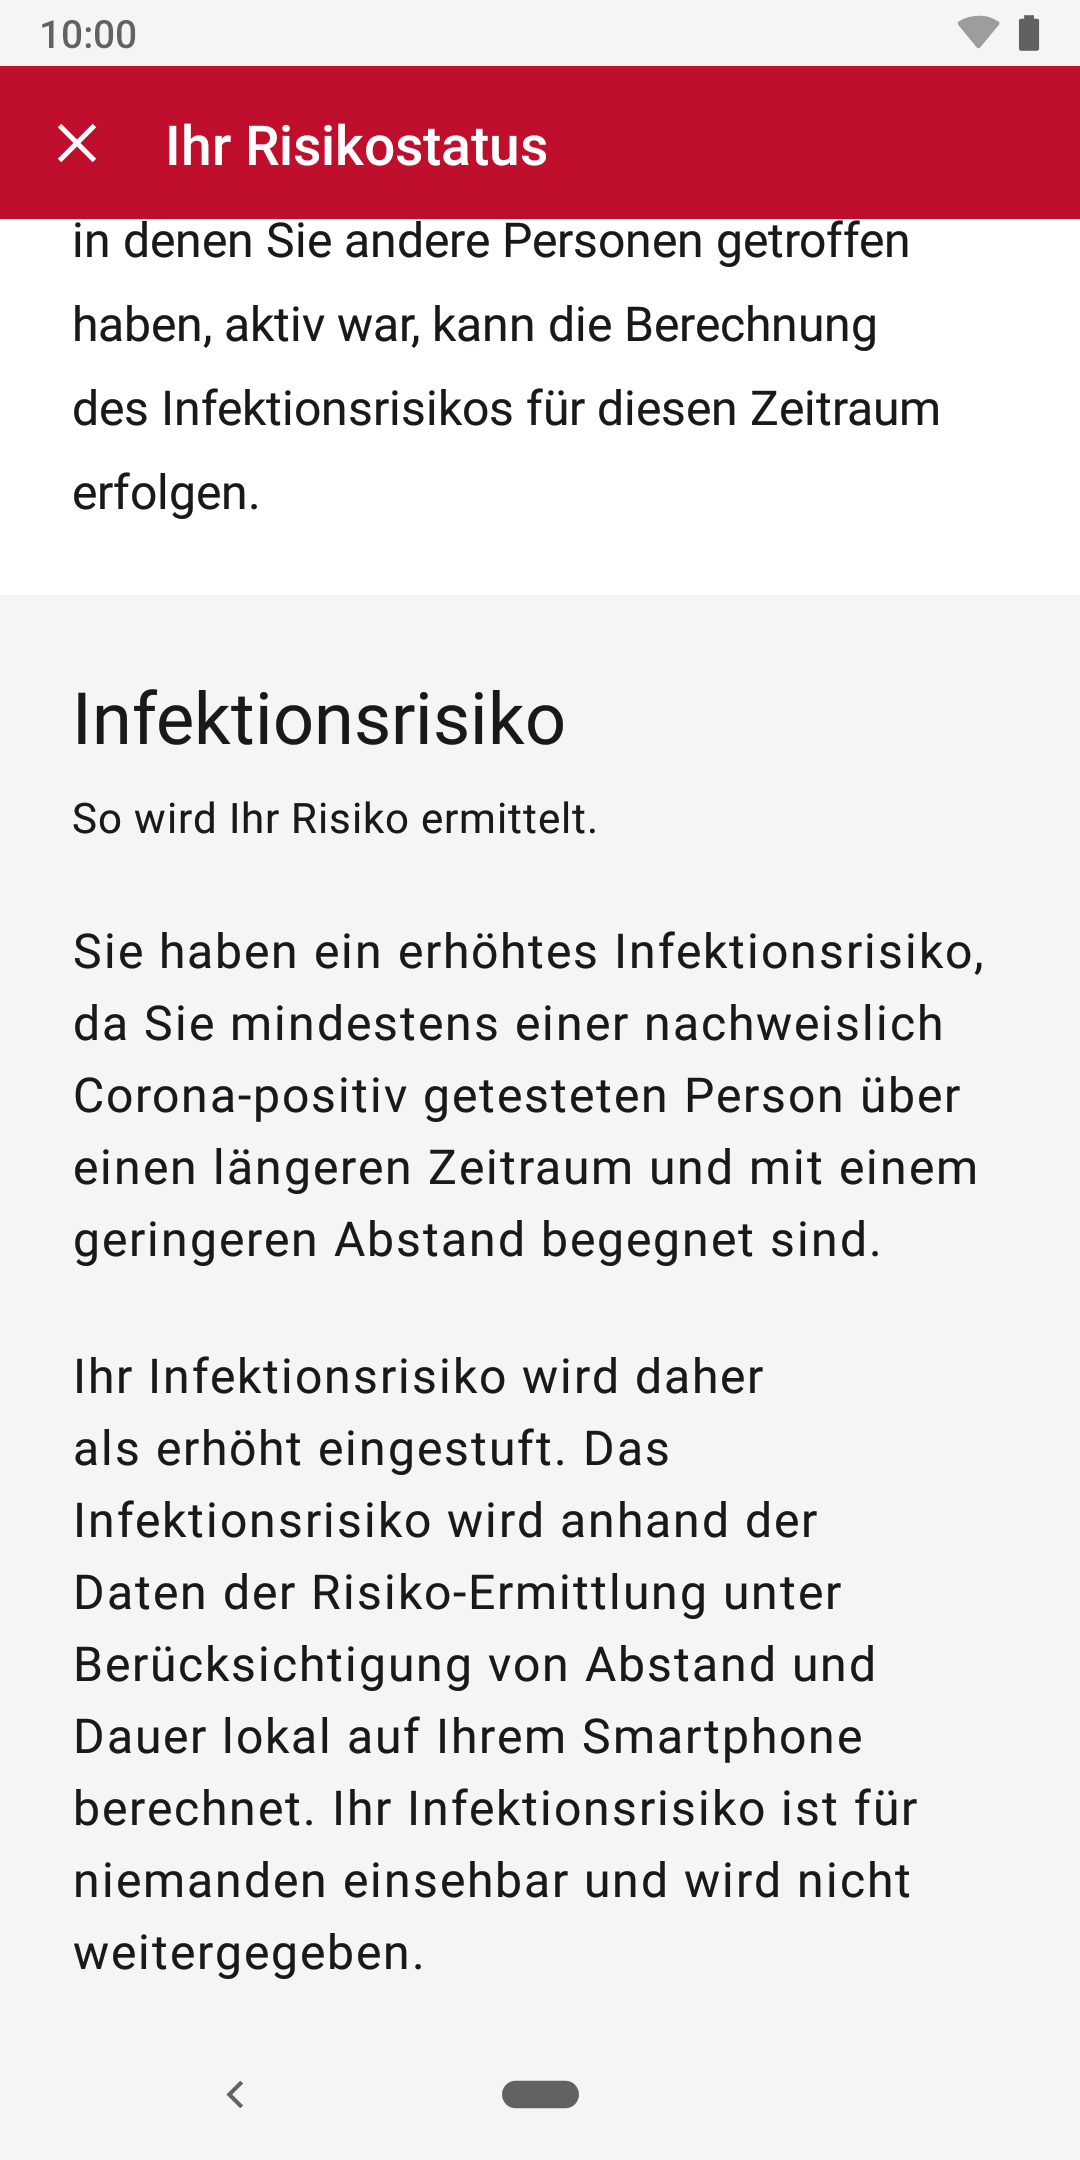 10:00
Ihr Risikostatus
in denen Sie andere Personen getroffen
haben, aktiv war, kann die Berechnung
des Infektionsrisikos für diesen Zeitraum
erfolgen.
Infektionsrisiko
So wird Ihr Risiko ermittelt.
Sie haben ein erhöhtes Infektionsrisiko,
da Sie mindestens einer nachweislich
Corona-positiv getesteten Person über
einen längeren Zeitraum und mit einem
geringeren Abstand begegnet sind.
Ihr Infektionsrisiko wird daher
als erhöht eingestuft. Das
Infektionsrisiko wird anhand der
Daten der Risiko-Ermittlung unter
Berücksichtigung von Abstand und
Dauer lokal auf Ihrem Smartphone
berechnet. Ihr Infektionsrisiko ist für
niemanden einsehbar und wird nicht
weitergegeben.